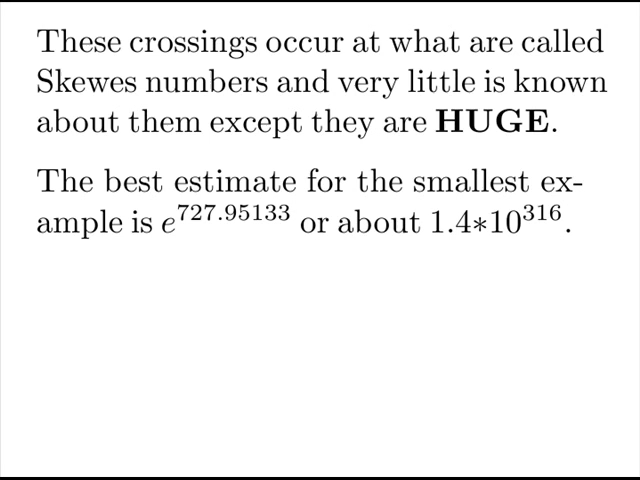 These crossings occur at what are called
Skewes numbers and very little is known
about them except they are HUGE.
The best estimate for the smallest ex-
ample is e^727.95133 or about 1.4*10^316.